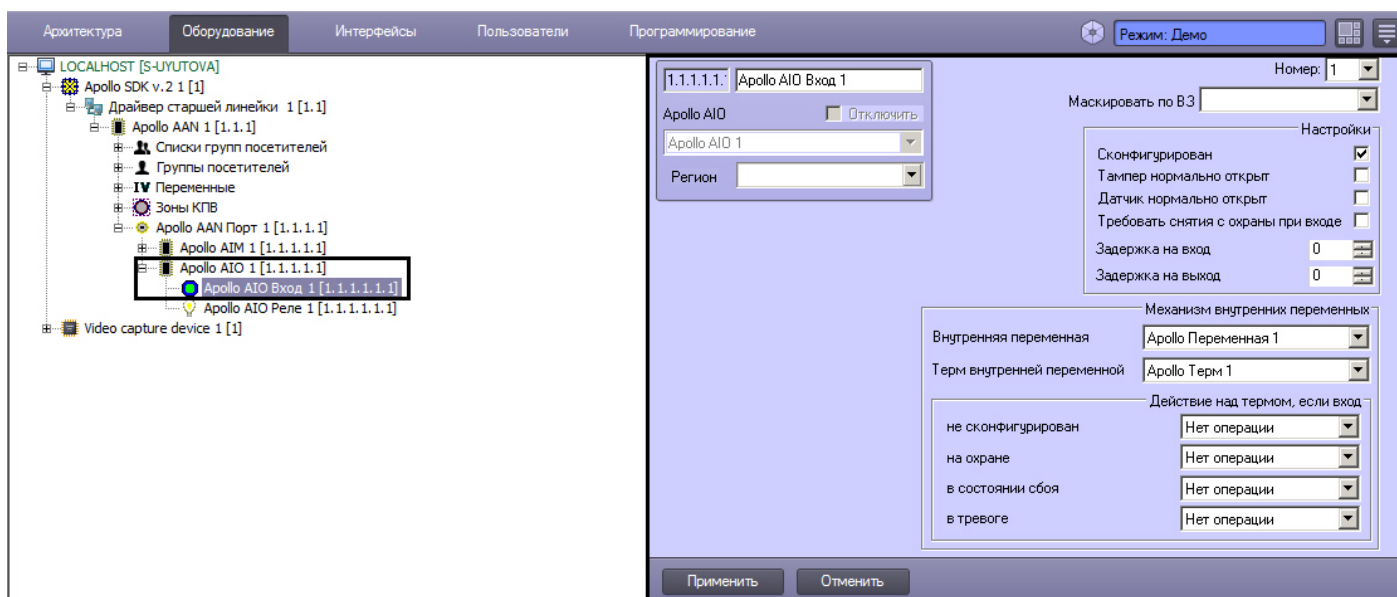 Архитектура Оборудование Интерфейсы Пользователи Программирование Режим: Демо
LOCALHOST [S-UYUTOVA]
Apollo SDK v.2 1 [1]
Драйвер старшей линейки 1 [1.1]
Apollo AAN 1 [1.1.1]
Списки групп посетителей
Группы посетителей
IV Переменные
Зоны КПВ
Apollo AAN Порт 1 [1.1.1.1]
Apollo AIM 1 [1.1.1.1.1]
Apollo AIO 1 [1.1.1.1.1]
Apollo AIO Вход 1 [1.1.1.1.1.1]
Apollo AIO Реле 1 [1.1.1.1.1.1]
Video capture device 1 [1]
1.1.1.1.1. Apollo AIO Вход 1
Apollo AIO Отключить
Apollo AIO 1
Регион
Номер: 1
Маскировать по ВЗ
Настройки
Сконфигурирован
Тампер нормально открыт
Датчик нормально открыт
Требовать снятия с охраны при входе
Задержка на вход 0
Задержка на выход 0
Механизм внутренних переменных
Внутренняя переменная Apollo Переменная 1
Терм внутренней переменной Apollo Терм 1
Действие над термом, если вход
не сконфигурирован Нет операции
на охране Нет операции
в состоянии сбоя Нет операции
в тревоге Нет операции
Применить Отменить